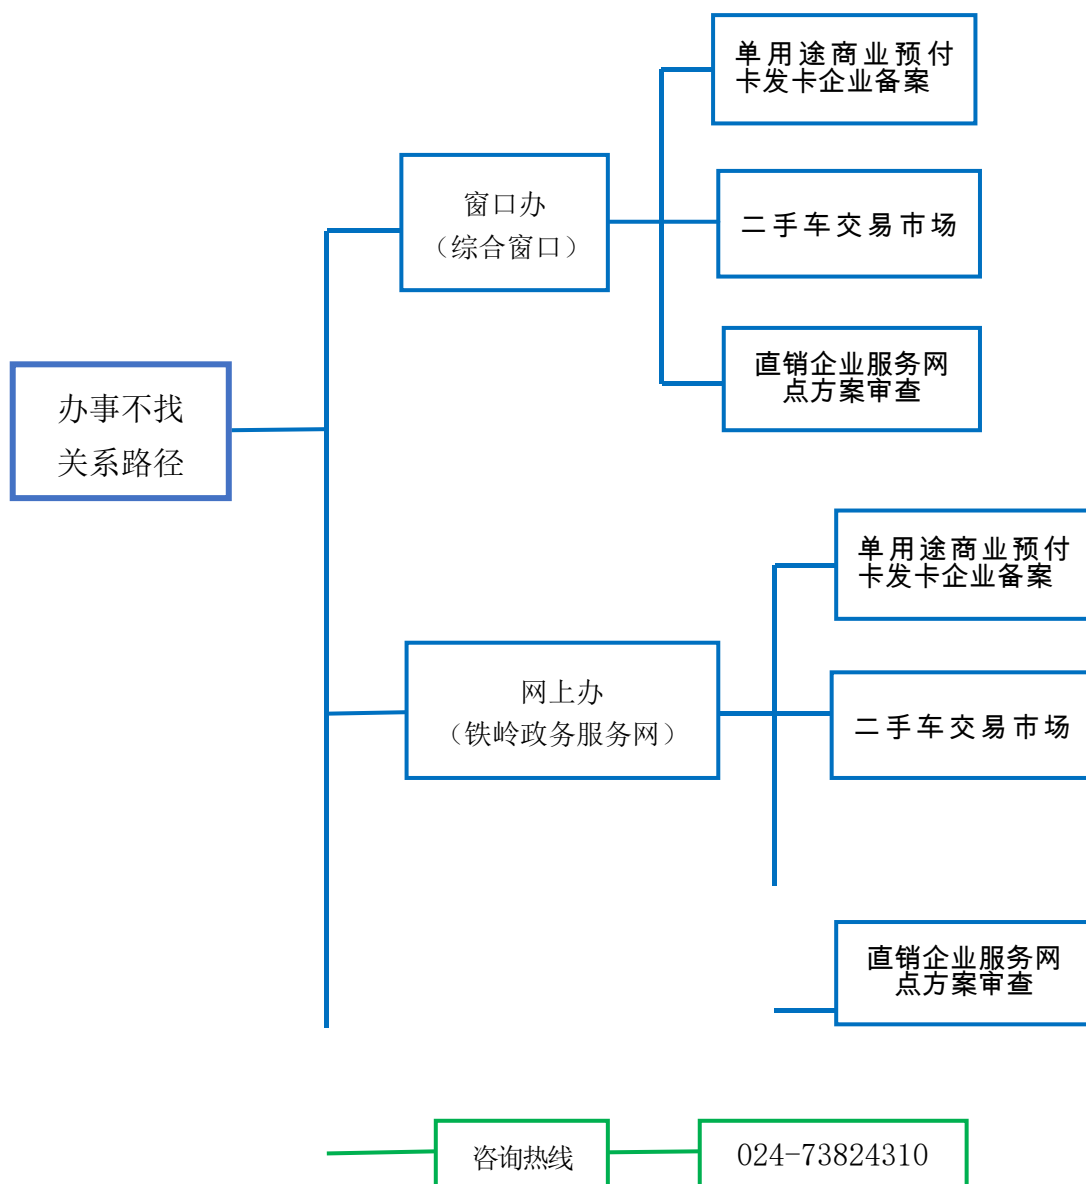 办事不找
关系路径
窗口办
（综合窗口）
单用途商业预付
卡发卡企业备案
二手车交易市场
直销企业服务网
点方案审查
网上办
（铁岭政务服务网）
单用途商业预付
卡发卡企业备案
二手车交易市场
直销企业服务网
点方案审查
咨询热线
024-73824310